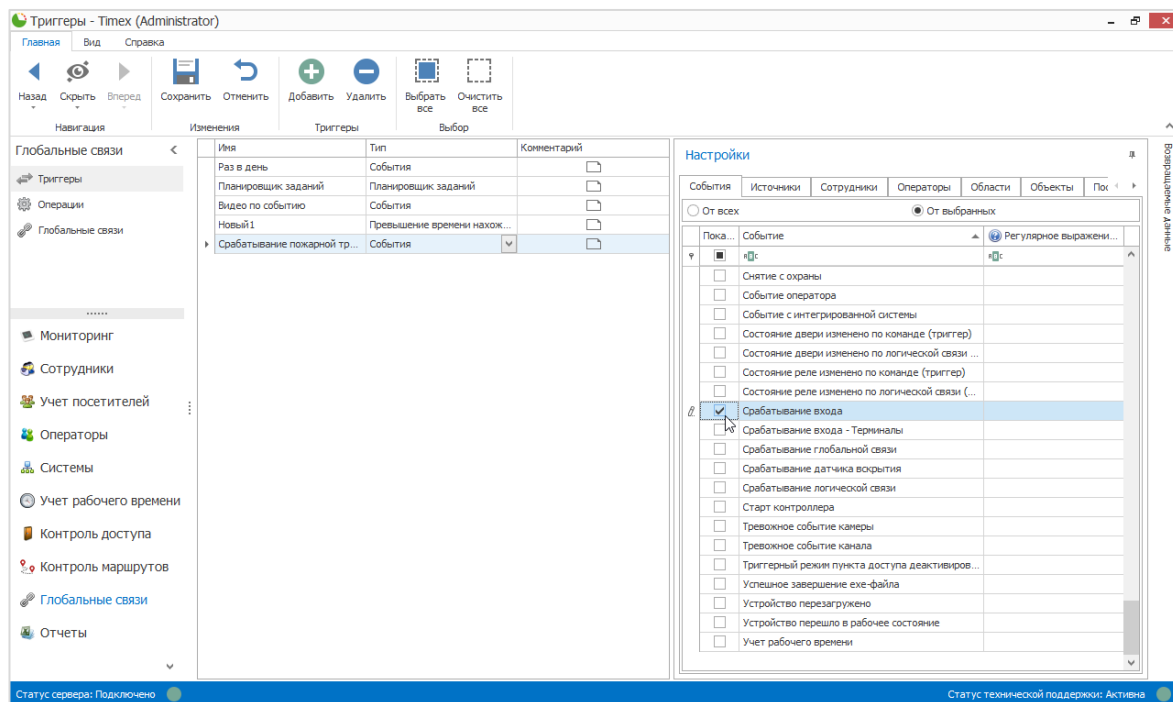 Триггеры - Timex (Administrator)
Главная Вид Справка
Назад Скрыть Вперед Сохранить Отменить Добавить Удалить Выбрать все Очистить все
Навигация Изменения Триггеры Выбор
Глобальные связи
Триггеры
Операции
Глобальные связи
Мониторинг
Сотрудники
Учет посетителей
Операторы
Системы
Учет рабочего времени
Контроль доступа
Контроль маршрутов
Глобальные связи
Отчеты
Имя Тип Комментарий
Раз в день События
Планировщик заданий Планировщик заданий
Видео по событию События
Новый1 Превышение времени нахож...
Срабатывание пожарной тр... События
Настройки
События Источники Сотрудники Операторы Области Объекты Пос
От всех От выбранных
Пока... Событие Регулярное выражени...
Снятие с охраны
Событие оператора
Событие с интегрированной системы
Состояние двери изменено по команде (триггер)
Состояние двери изменено по логической связи ...
Состояние реле изменено по команде (триггер)
Состояние реле изменено по логической связи (...
Срабатывание входа
Срабатывание входа - Терминалы
Срабатывание глобальной связи
Срабатывание датчика вскрытия
Срабатывание логической связи
Старт контроллера
Тревожное событие камеры
Тревожное событие канала
Триггерный режим пункта доступа деактивиров...
Успешное завершение exe-файла
Устройство перезагружено
Устройство перешло в рабочее состояние
Учет рабочего времени
Возвращаемые данные
Статус сервера: Подключено Статус технической поддержки: Активна